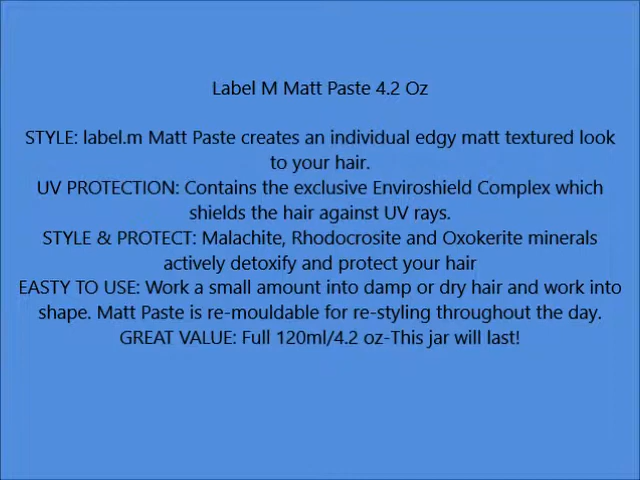 Label M Matt Paste 4.2 Oz
STYLE: label.m Matt Paste creates an individual edgy matt textured look
to your hair.
UV PROTECTION: Contains the exclusive Enviroshield Complex which
shields the hair against UV rays.
STYLE & PROTECT: Malachite, Rhodocrosite and Oxokerite minerals
actively detoxify and protect your hair
EASTY TO USE: Work a small amount into damp or dry hair and work into
shape. Matt Paste is re-mouldable for re-styling throughout the day.
GREAT VALUE: Full 120ml/4.2 oz-This jar will last!